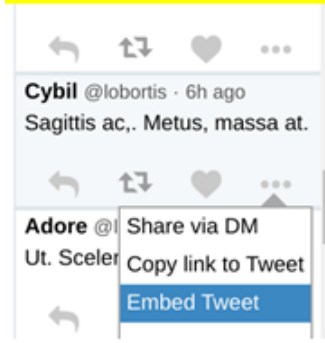 Cybil @lobortis · 6h ago
Sagittis ac,. Metus, massa at.
Adore
Ut.
Share via DM
Copy link to Tweet
Embed Tweet